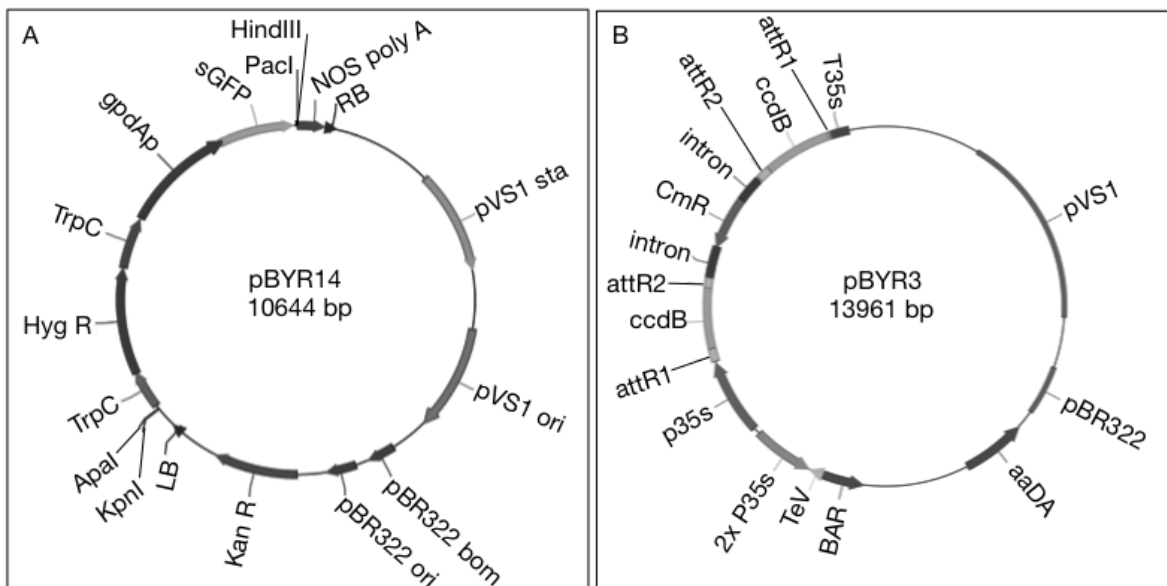 A
HindIII
PacI
NOS poly A
RB
sGFP
gpdAp
TrpC
Hyg R
TrpC
ApaI
KpnI
LB
Kan R
pBR322 ori
pBR322 bom
pVS1 ori
pVS1 sta
pBYR14
10644 bp
B
attR1
T35s
ccdB
attR2
intron
CmR
intron
attR2
ccdB
attR1
p35s
2x P35s
TeV
BAR
aaDA
pBR322
pVS1
pBYR3
13961 bp